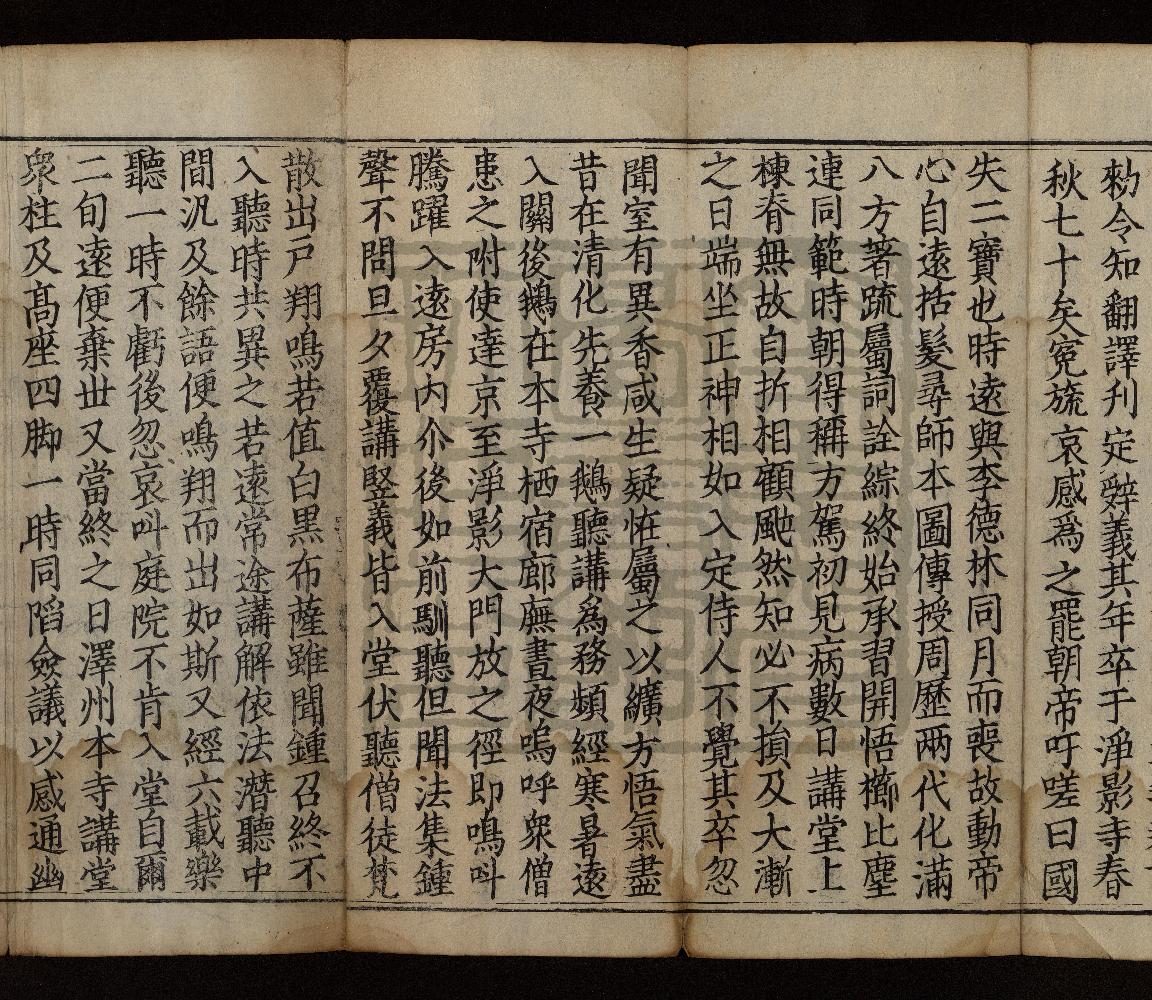 勑令知翻譯刋定辤義其年卒于淨影寺春
秋七十矣冕旒哀感爲之罷朝帝吁嗟曰國
失二寶也時遠與李德林同月而喪故動帝
心自遠括髮尋師本圖傳授周歷两代化滿
八方著疏屬詞詮綜終始承習開悟櫛比塵
連同範時朝得稱方駕初見病數日講堂上
棟脊無故自折相顧颰然知必不損及大漸
之日端坐正神相如入定侍人不覺其卒忽
聞室有異香咸生疑恠屬之以纊方悟氣盡
昔在清化先養一鵝聽講爲務頻經寒暑遠
入關後鵝在本寺栖宿廊廡晝夜嗚呼衆僧
患之附使達京至淨影大門放之徑即鳴叫
騰躍入遠房内尒後如前馴聽但聞法集鍾
聲不問旦夕覆講竪義皆入堂伏聽僧徒梵
散出戸翔鳴若值白黑布薩雖聞鍾召終不
入聽時共異之若遠常途講解依法潛聽中
間汎及餘語便鳴翔而出如斯又經六載樂
聽一時不虧後忽哀叫庭院不肯入堂自爾
二旬遠便棄丗又當終之日澤州本寺講堂
衆柱及髙座四脚一時同陷僉議以感通幽